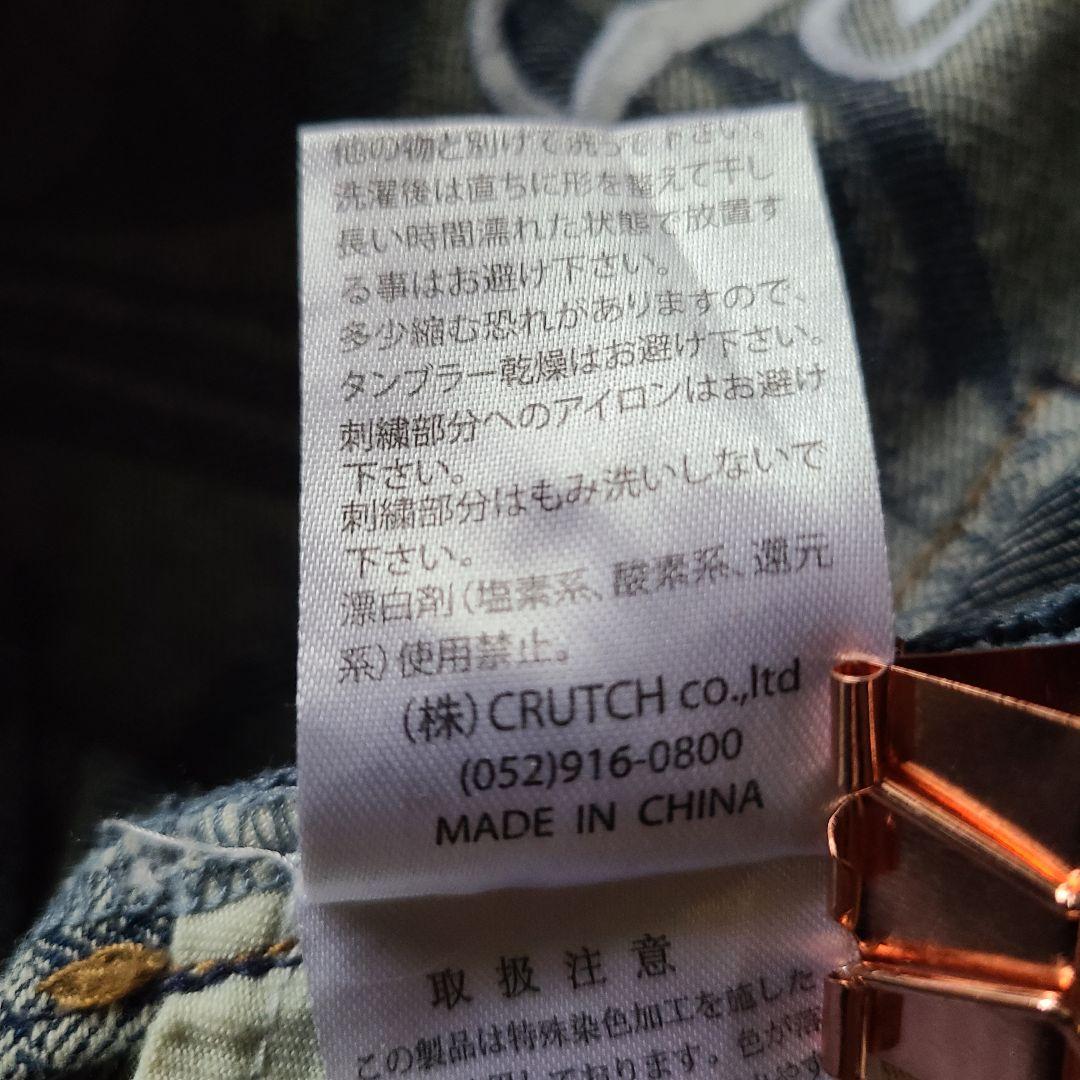 他の物と別けて洗って下さい。
洗濯後は直ちに形を整えて干し
長い時間濡れた状態で放置す
る事はお避け下さい。
多少縮む恐れがありますので、
タンブラー乾燥はお避け下さい。
刺繍部分へのアイロンはお避け
下さい。
刺繍部分はもみ洗いしないで
下さい。
漂白剤(塩素系、酸素系、還元
系)使用禁止。
(株)CRUTCH co.,ltd
(052)916-0800
MADE IN CHINA
取扱注意
この製品は特殊染色加工を施した
しております。色が